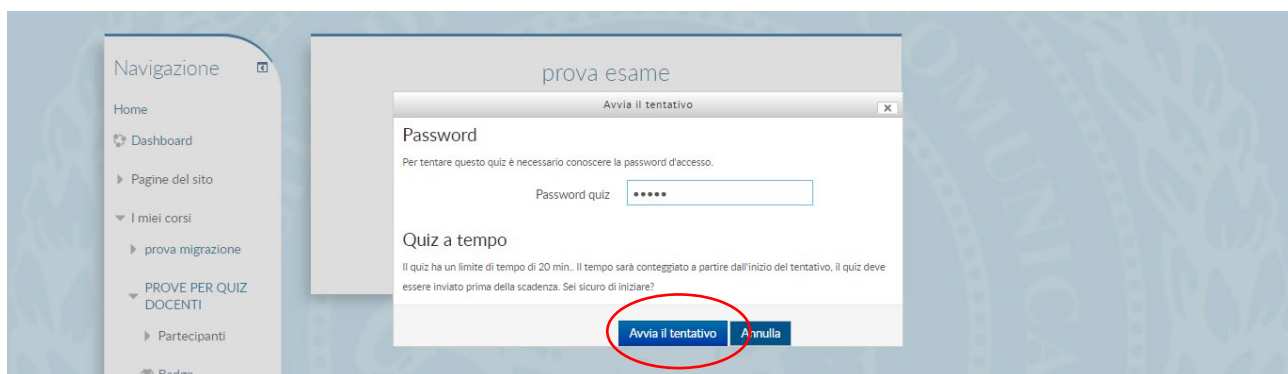 Navigazione
Home
Dashboard
Pagine del sito
I miei corsi
prova migrazione
PROVE PER QUIZ
DOCENTI
Partecipanti
Badge
prova esame
Avvia il tentativo
Password
Per tentare questo quiz è necessario conoscere la password d'accesso.
Password quiz •••••
Quiz a tempo
Il quiz ha un limite di tempo di 20 min.. Il tempo sarà conteggiato a partire dall'inizio del tentativo, il quiz deve
essere inviato prima della scadenza. Sei sicuro di iniziare?
Avvia il tentativo Annulla